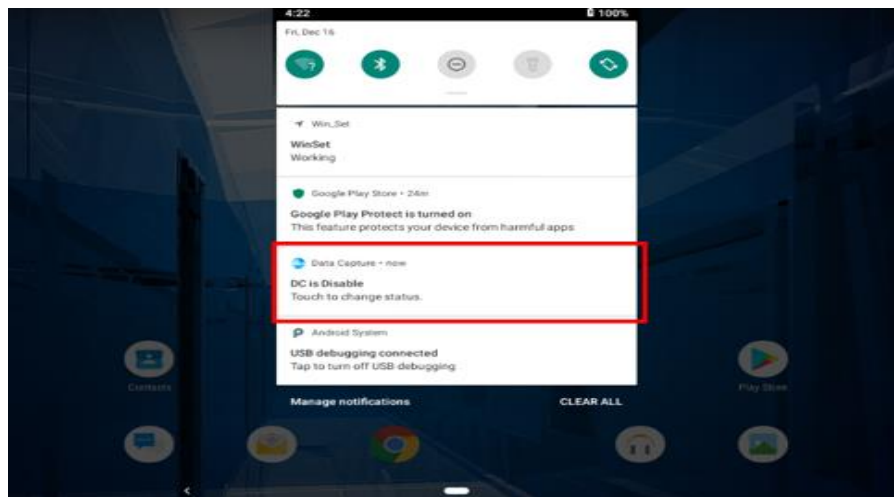 4:22 100%
Fri, Dec 16
Win_Set
WinSet
Working
Google Play Store • 24m
Google Play Protect is turned on
This feature protects your device from harmful apps
Data Capture • now
DC is Disable
Touch to change status.
Android System
USB debugging connected
Tap to turn off USB debugging
Manage notifications CLEAR ALL
Contacts Play Store